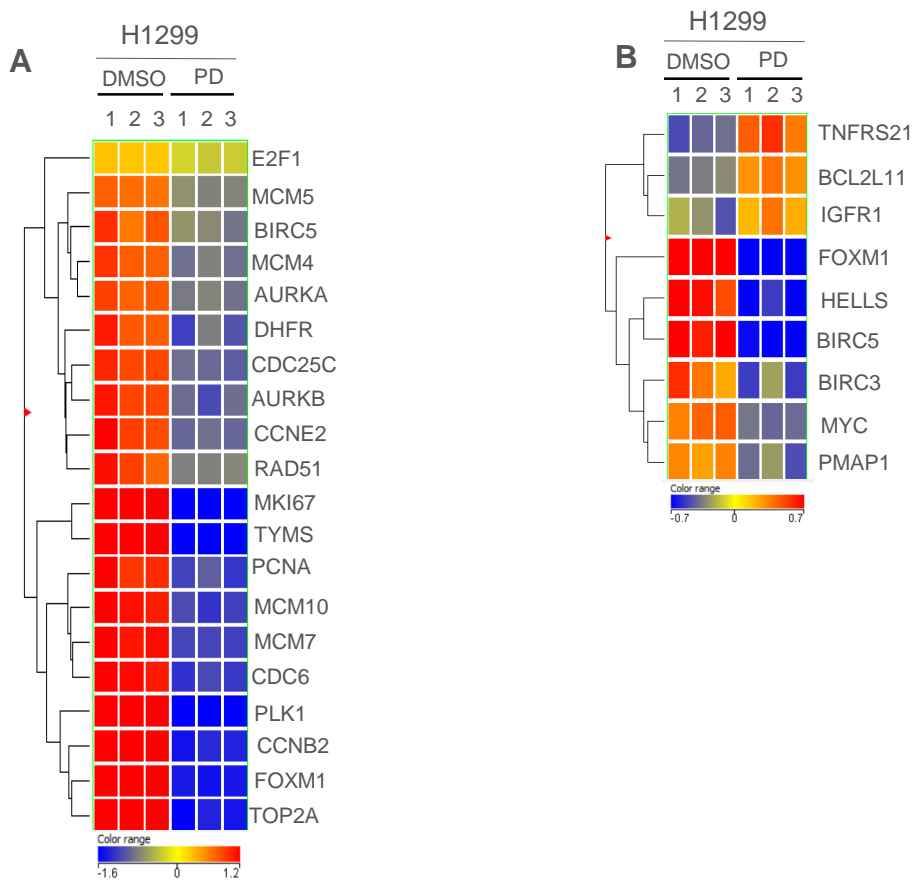 A
H1299
DMSO PD
1 2 3 1 2 3
E2F1
MCM5
BIRC5
MCM4
AURKA
DHFR
CDC25C
AURKB
CCNE2
RAD51
MKI67
TYMS
PCNA
MCM10
MCM7
CDC6
PLK1
CCNB2
FOXM1
TOP2A
Color range
-1.6 0 1.2
B
H1299
DMSO PD
1 2 3 1 2 3
TNFRS21
BCL2L11
IGFR1
FOXM1
HELLS
BIRC5
BIRC3
MYC
PMAP1
Color range
-0.7 0 0.7